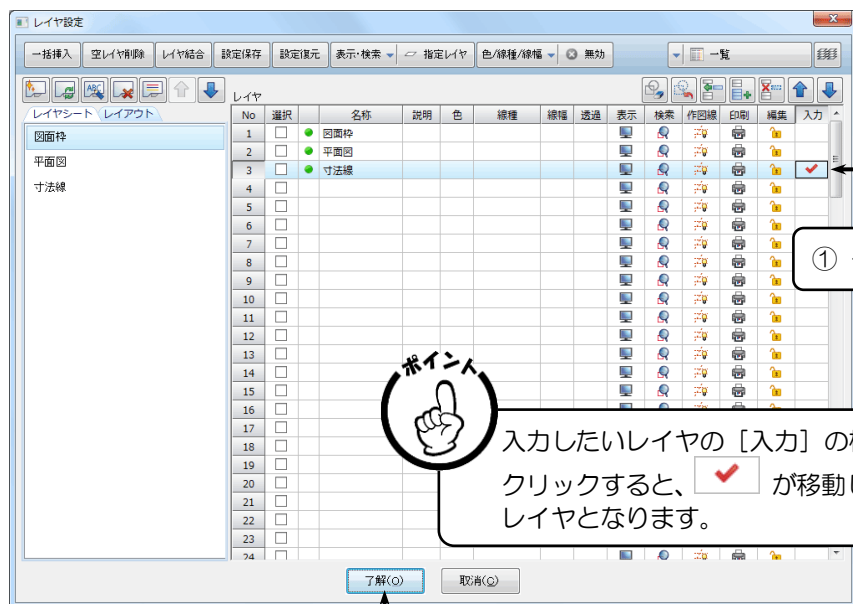 レイヤ設定
一括挿入 空レイヤ削除 レイヤ結合 設定保存 設定復元 表示・検索 指定レイヤ 色/線種/線幅 無効 一覧
ABC
レイヤ
レイヤシート レイアウト
図面枠
平面図
寸法線
No 選択 名称 説明 色 線種 線幅 透過 表示 検索 作図線 印刷 編集 入力
1 図面枠
2 平面図
3 寸法線
4
5
6
7
8
9
10
11
12
13
14
15
16
17
18
19
20
21
22
23
24
①
ポイント
入力したいレイヤの［入力］の
クリックすると、 が移動し
レイヤとなります。
了解(O) 取消(C)